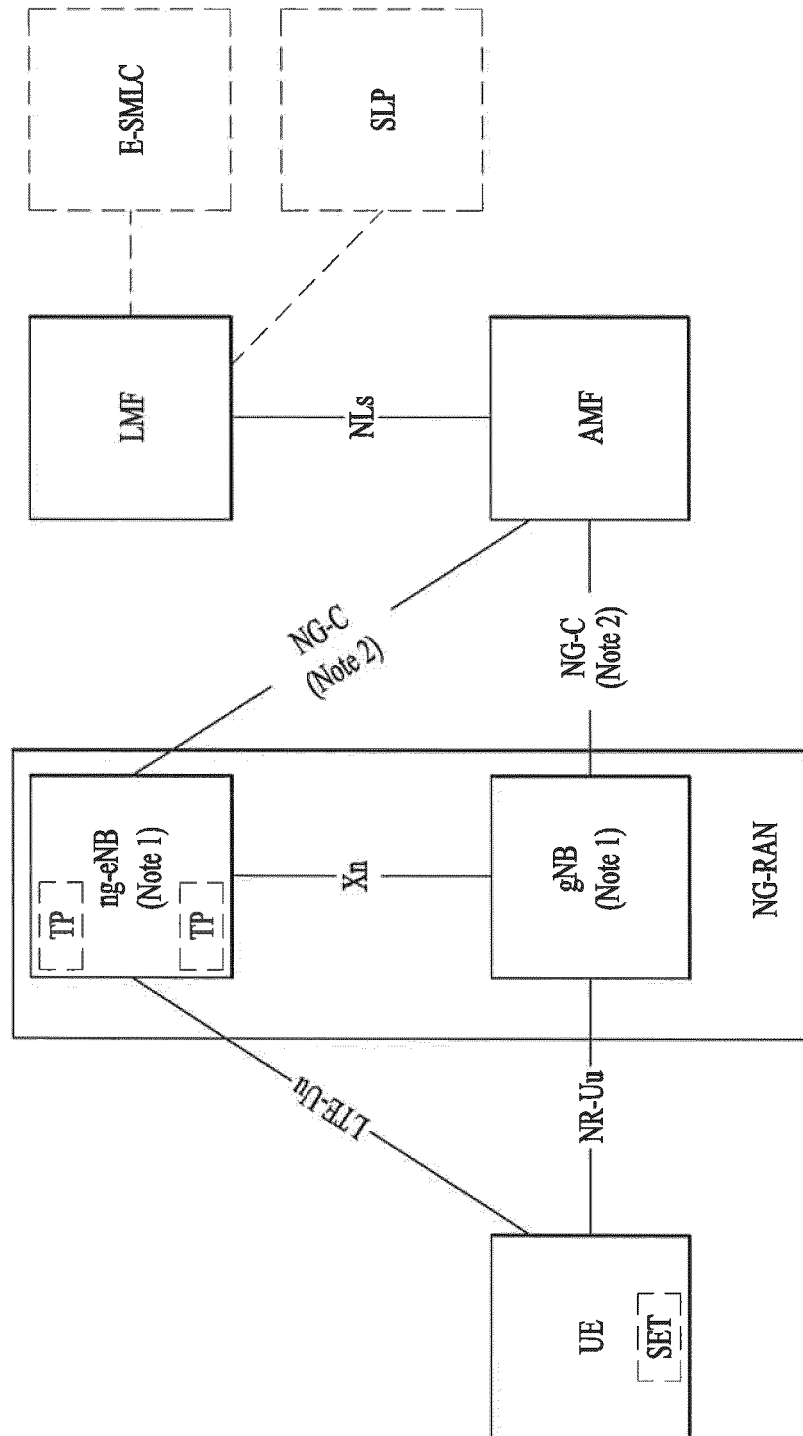 E-SMLC
SLP
LMF
NLs
AMF
NG-C
(Note 2)
NG-C
(Note 2)
TP
ng-eNB
(Note 1)
TP
Xn
gNB
(Note 1)
NG-RAN
LTE-Uu
NR-Uu
UE
SET